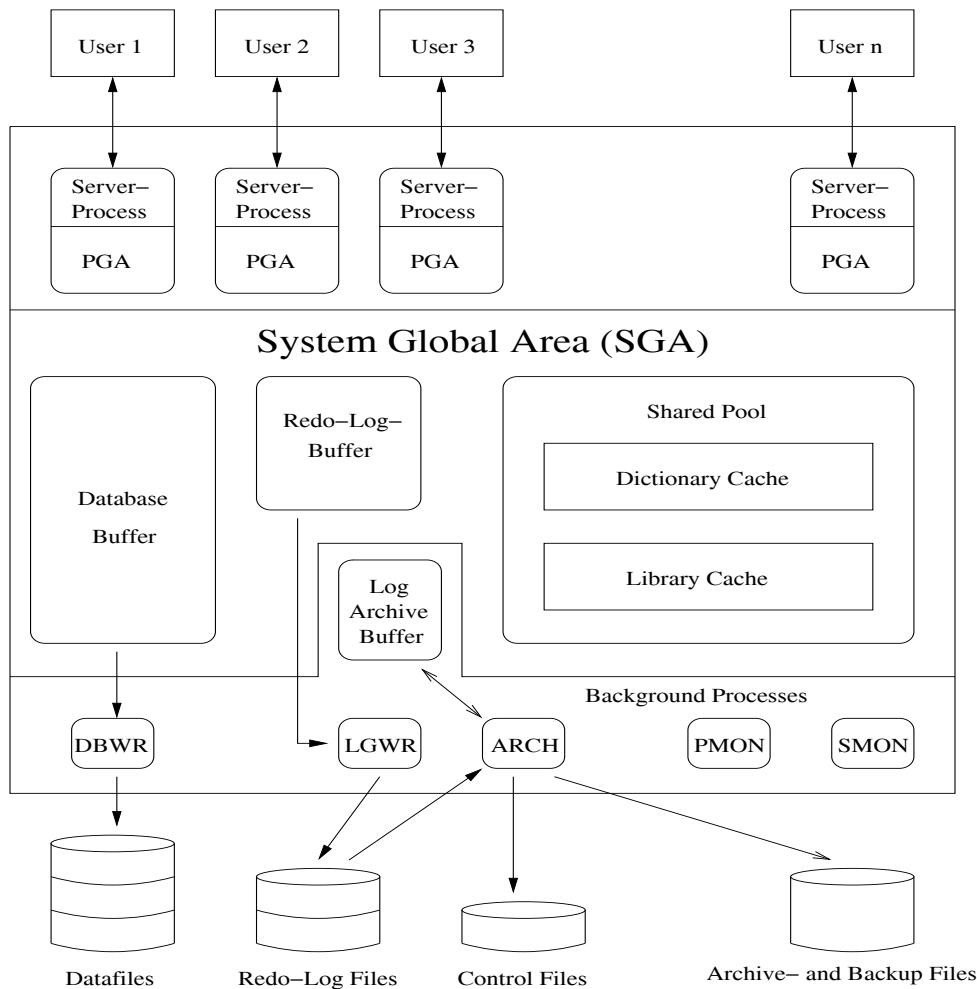 User 1
User 2
User 3
User n
Server−
Process
PGA
Server−
Process
PGA
Server−
Process
PGA
Server−
Process
PGA
System Global Area (SGA)
Database
Buffer
Redo−Log−
Buffer
Shared Pool
Dictionary Cache
Library Cache
Log
Archive
Buffer
Background Processes
DBWR
LGWR
ARCH
PMON
SMON
Datafiles
Redo−Log Files
Control Files
Archive− and Backup Files